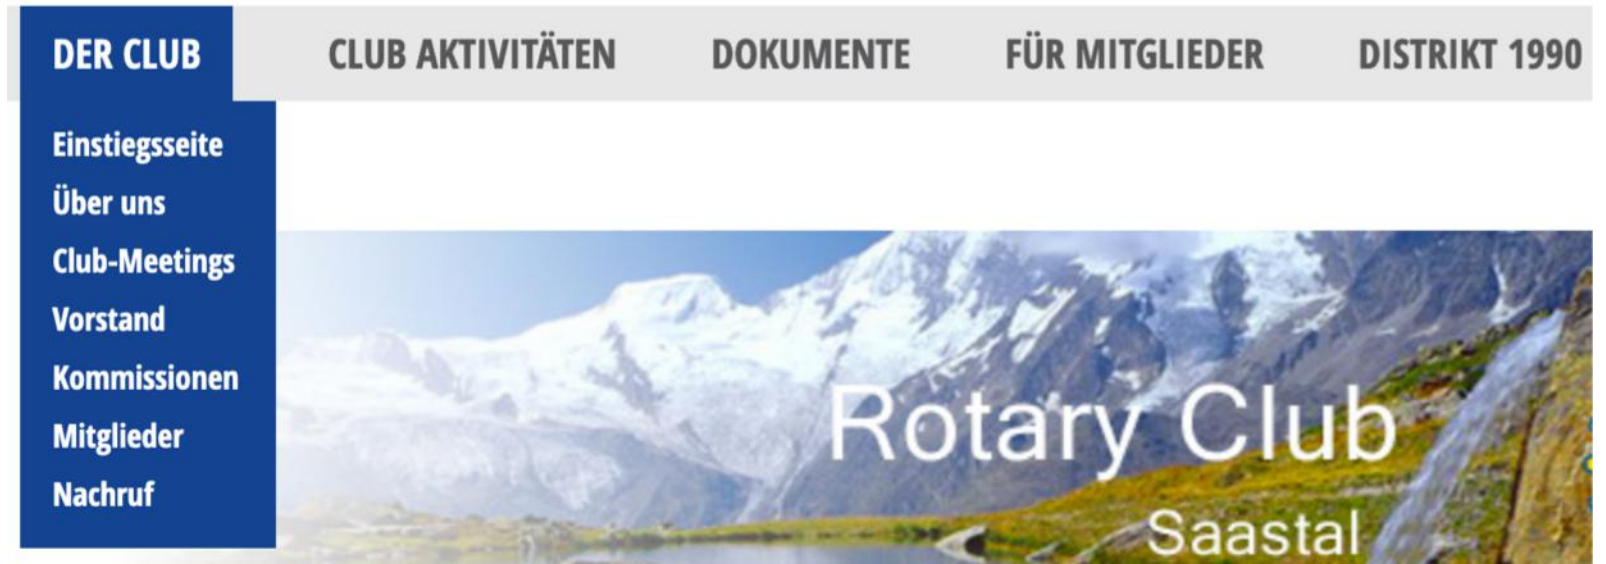 DER CLUB CLUB AKTIVITÄTEN DOKUMENTE FÜR MITGLIEDER DISTRIKT 1990
Einstiegsseite
Über uns
Club-Meetings
Vorstand
Kommissionen
Mitglieder
Nachruf
Rotary Club
Saastal